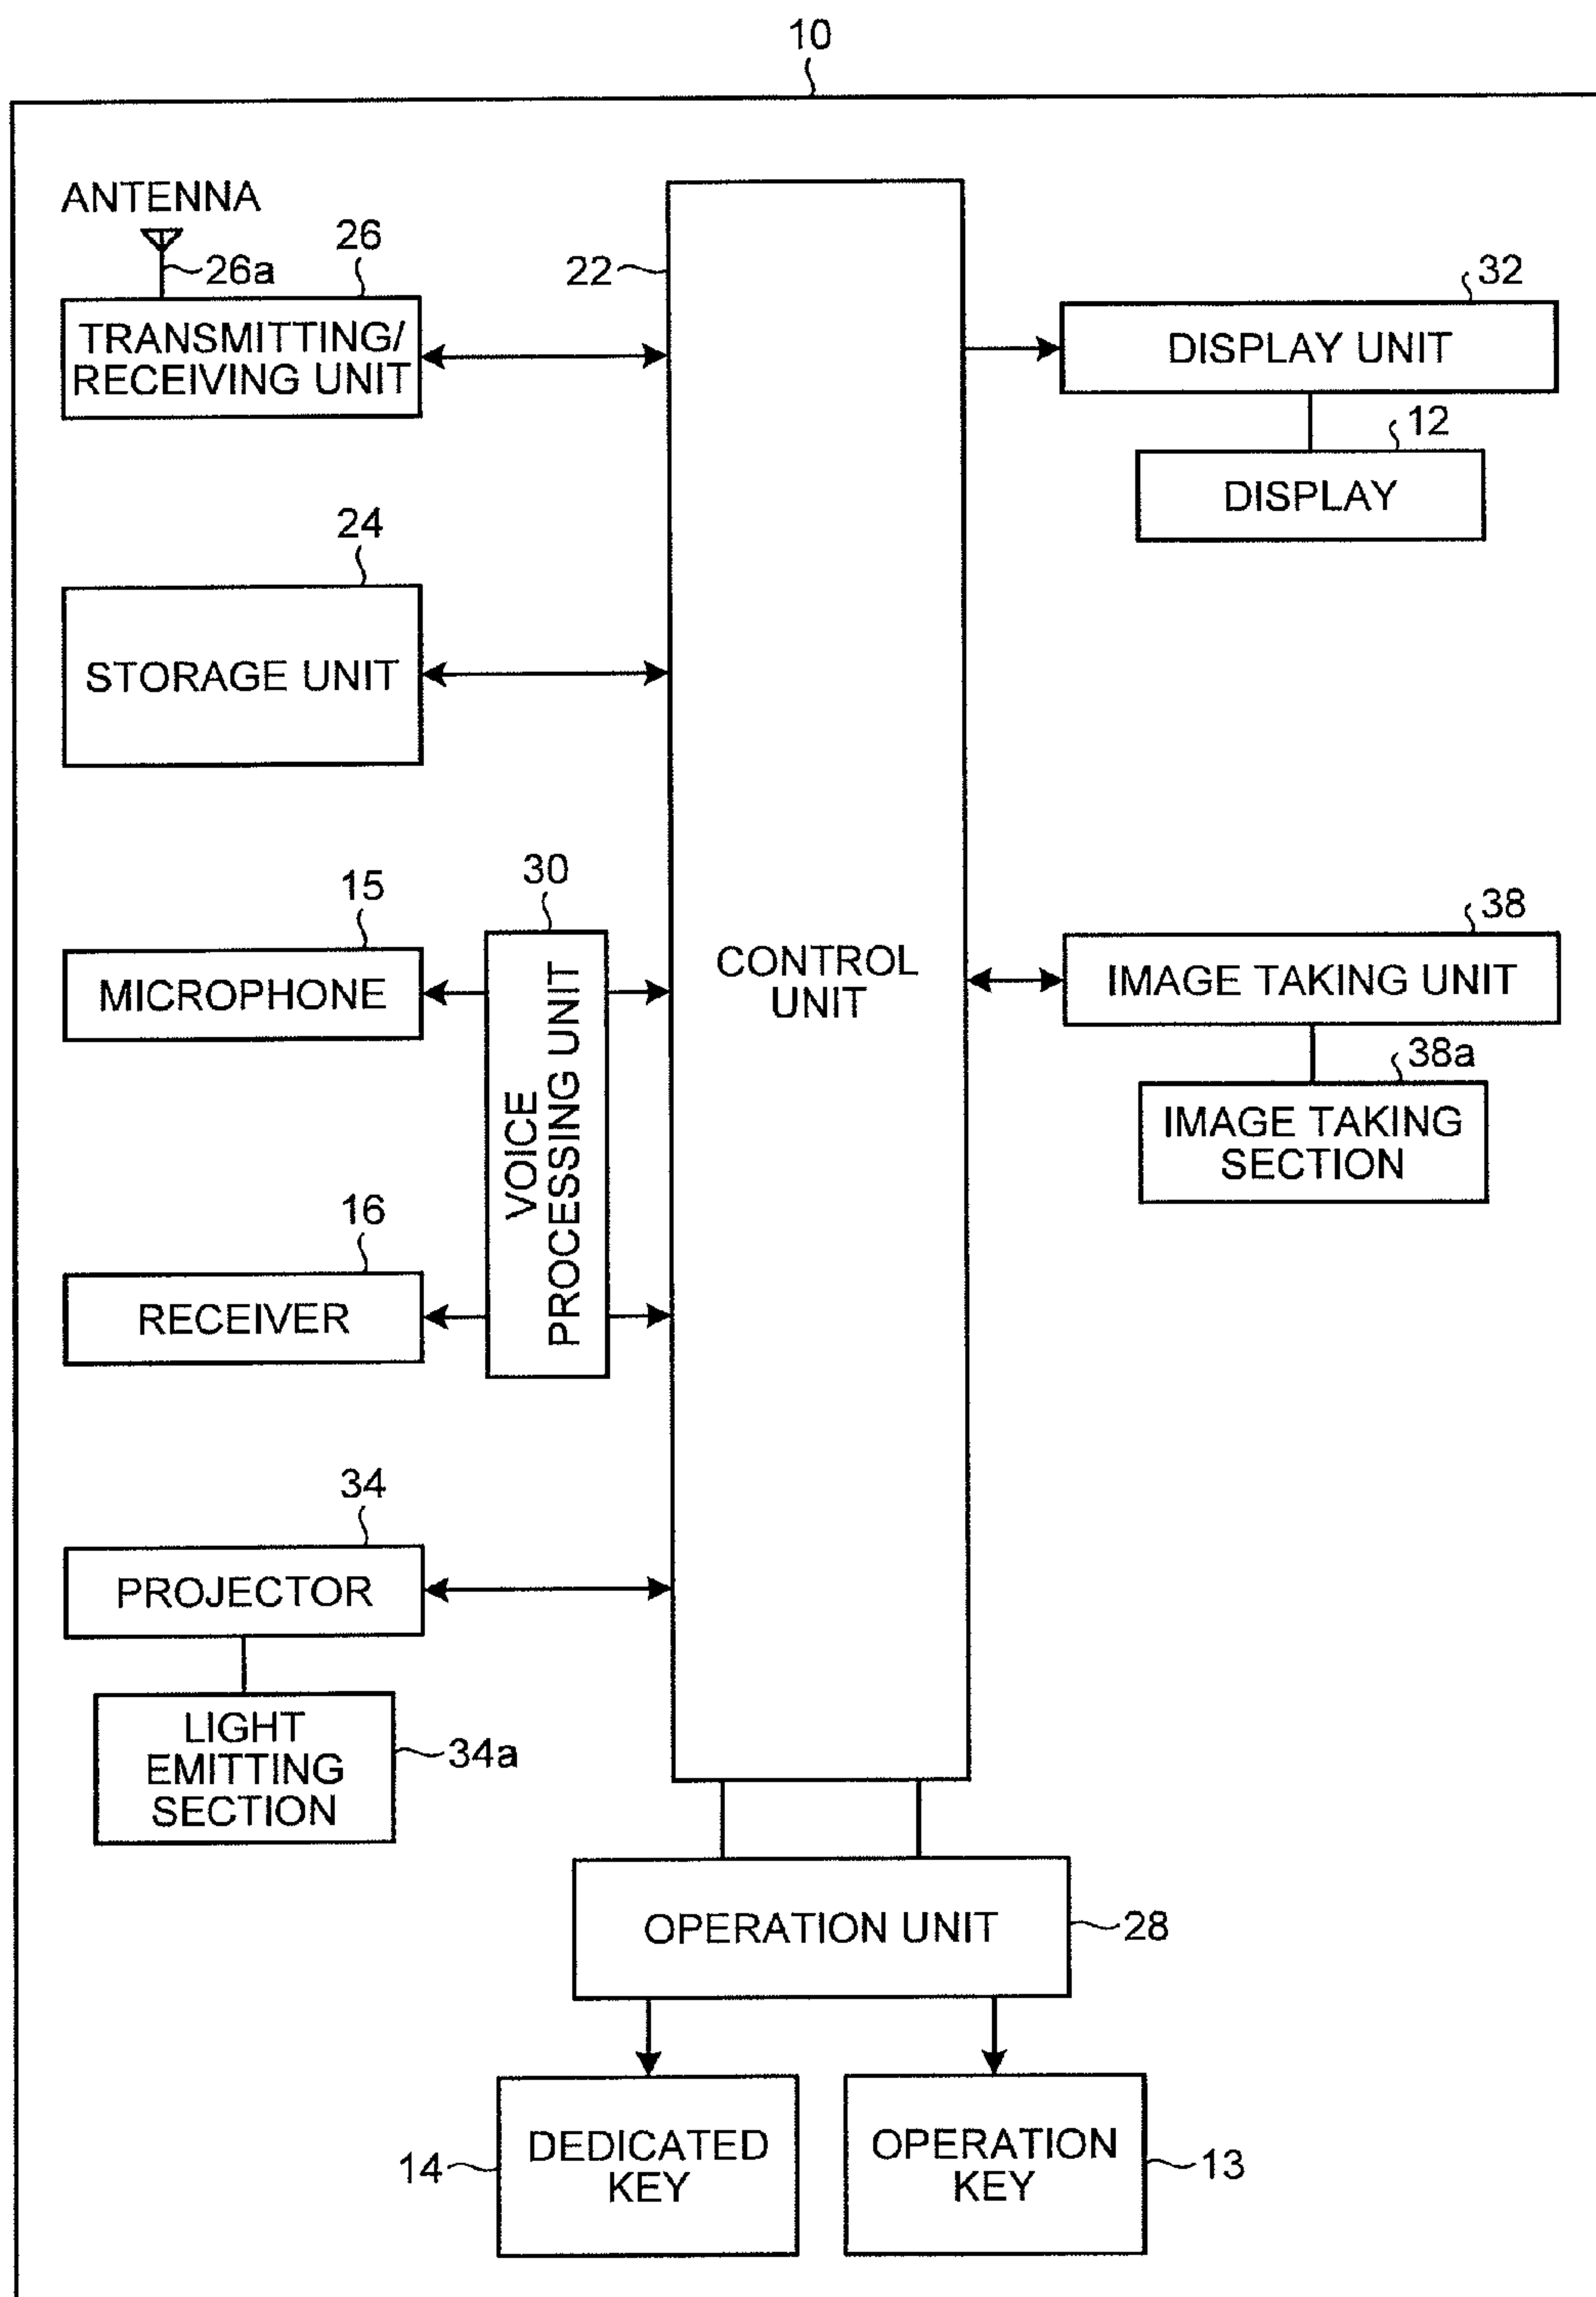 10
ANTENNA
26a
26
TRANSMITTING/
RECEIVING UNIT
22
32
DISPLAY UNIT
12
DISPLAY
24
STORAGE UNIT
15
MICROPHONE
30
VOICE
PROCESSING UNIT
CONTROL
UNIT
38
IMAGE TAKING UNIT
38a
IMAGE TAKING
SECTION
16
RECEIVER
34
PROJECTOR
LIGHT
EMITTING
SECTION
34a
OPERATION UNIT
28
14
DEDICATED
KEY
OPERATION
KEY
13